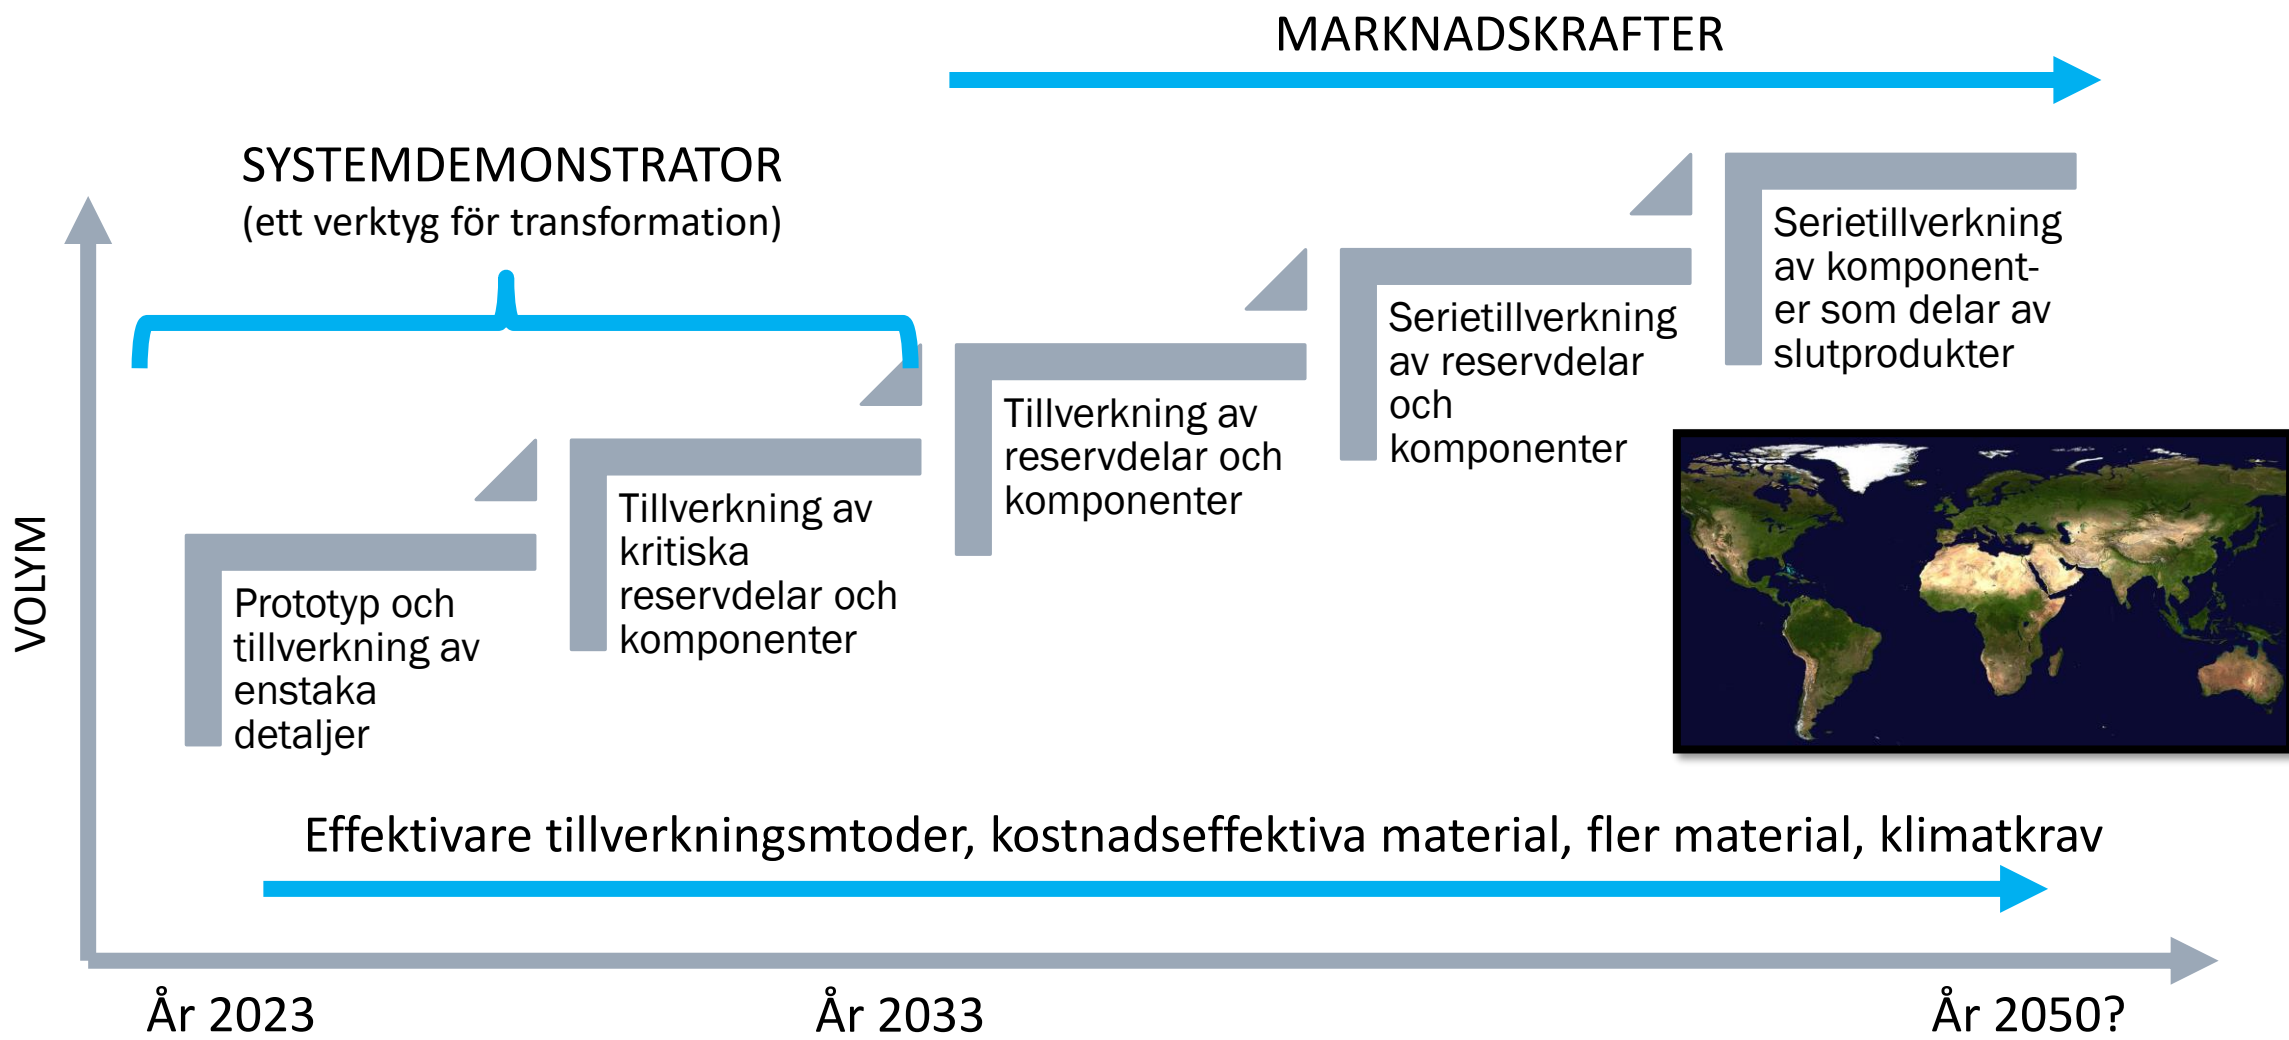 MARKNADSKRAFTER
SYSTEMDEMONSTRATOR
(ett verktyg för transformation)
VOLYM
Prototyp och
tillverkning av
enstaka
detaljer
Tillverkning av
kritiska
reservdelar och
komponenter
Tillverkning av
reservdelar och
komponenter
Serietillverkning
av reservdelar
och
komponenter
Serietillverkning
av komponent-
er som delar av
slutprodukter
Effektivare tillverkningsmtoder, kostnadseffektiva material, fler material, klimatkrav
År 2023
År 2033
År 2050?